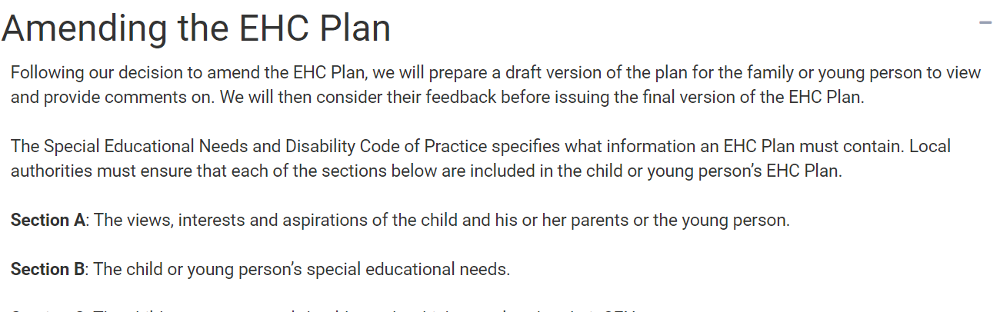 Amending the EHC Plan
Following our decision to amend the EHC Plan, we will prepare a draft version of the plan for the family or young person to view
and provide comments on. We will then consider their feedback before issuing the final version of the EHC Plan.
The Special Educational Needs and Disability Code of Practice specifies what information an EHC Plan must contain. Local
authorities must ensure that each of the sections below are included in the child or young person’s EHC Plan.
Section A: The views, interests and aspirations of the child and his or her parents or the young person.
Section B: The child or young person’s special educational needs.